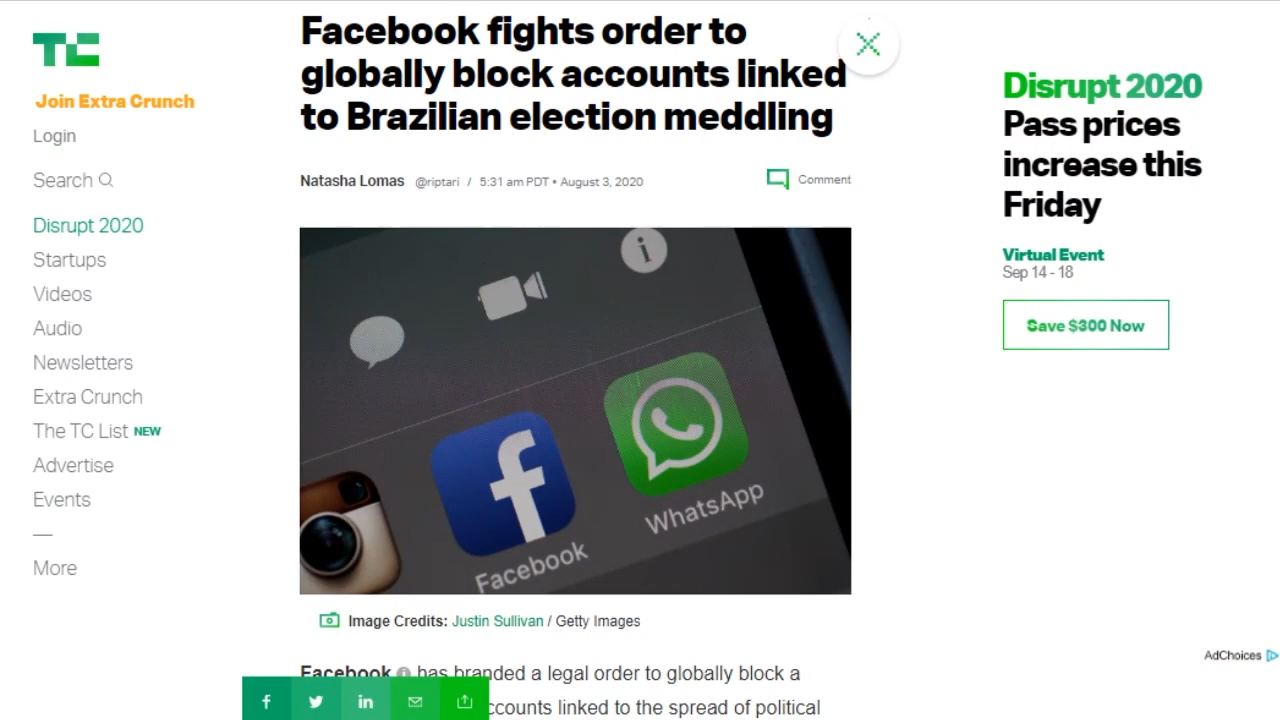 TC
Join Extra Crunch
Login
Search
Disrupt 2020
Startups
Videos
Audio
Newsletters
Extra Crunch
The TC List NEW
Advertise
Events
—
More
Facebook fights order to
globally block accounts linked
to Brazilian election meddling
Natasha Lomas @riptari / 5:31 am PDT • August 3, 2020
Comment
Facebook
WhatsApp
Image Credits: Justin Sullivan / Getty Images
Facebook has branded a legal order to globally block a
accounts linked to the spread of political
Disrupt 2020
Pass prices
increase this
Friday
Virtual Event
Sep 14 - 18
Save $300 Now
AdChoices